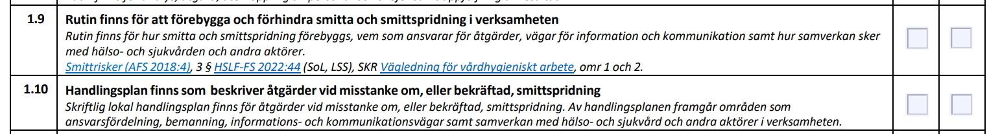 1.9 Rutin finns för att förebygga och förhindra smitta och smittspridning i verksamheten
Rutin finns för hur smitta och smittspridning förebyggs, vem som ansvarar för åtgärder, vägar för information och kommunikation samt hur samverkan sker
med hälso- och sjukvården och andra aktörer.
Smittrisker (AFS 2018:4), 3 § HSLF-FS 2022:44 (SoL, LSS), SKR Vägledning för vårdhygieniskt arbete, omr 1 och 2.
1.10 Handlingsplan finns som beskriver åtgärder vid misstanke om, eller bekräftad, smittspridning
Skriftlig lokal handlingsplan finns för åtgärder vid misstanke om, eller bekräftad, smittspridning. Av handlingsplanen framgår områden som
ansvarsfördelning, bemanning, informations- och kommunikationsvägar samt samverkan med hälso- och sjukvård och andra aktörer i verksamheten.